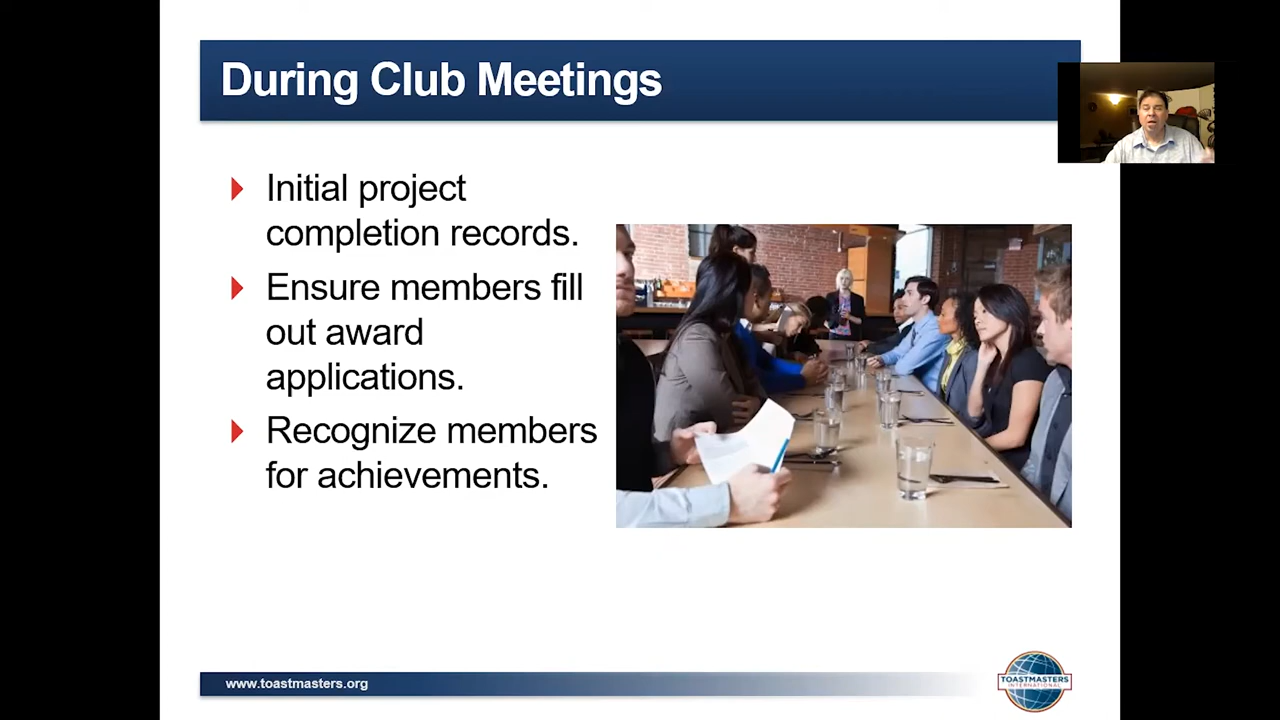 During Club Meetings
Initial project
completion records.
Ensure members fill
out award
applications.
Recognize members
for achievements.
www.toastmasters.org
TOASTMASTERS
INTERNATIONAL